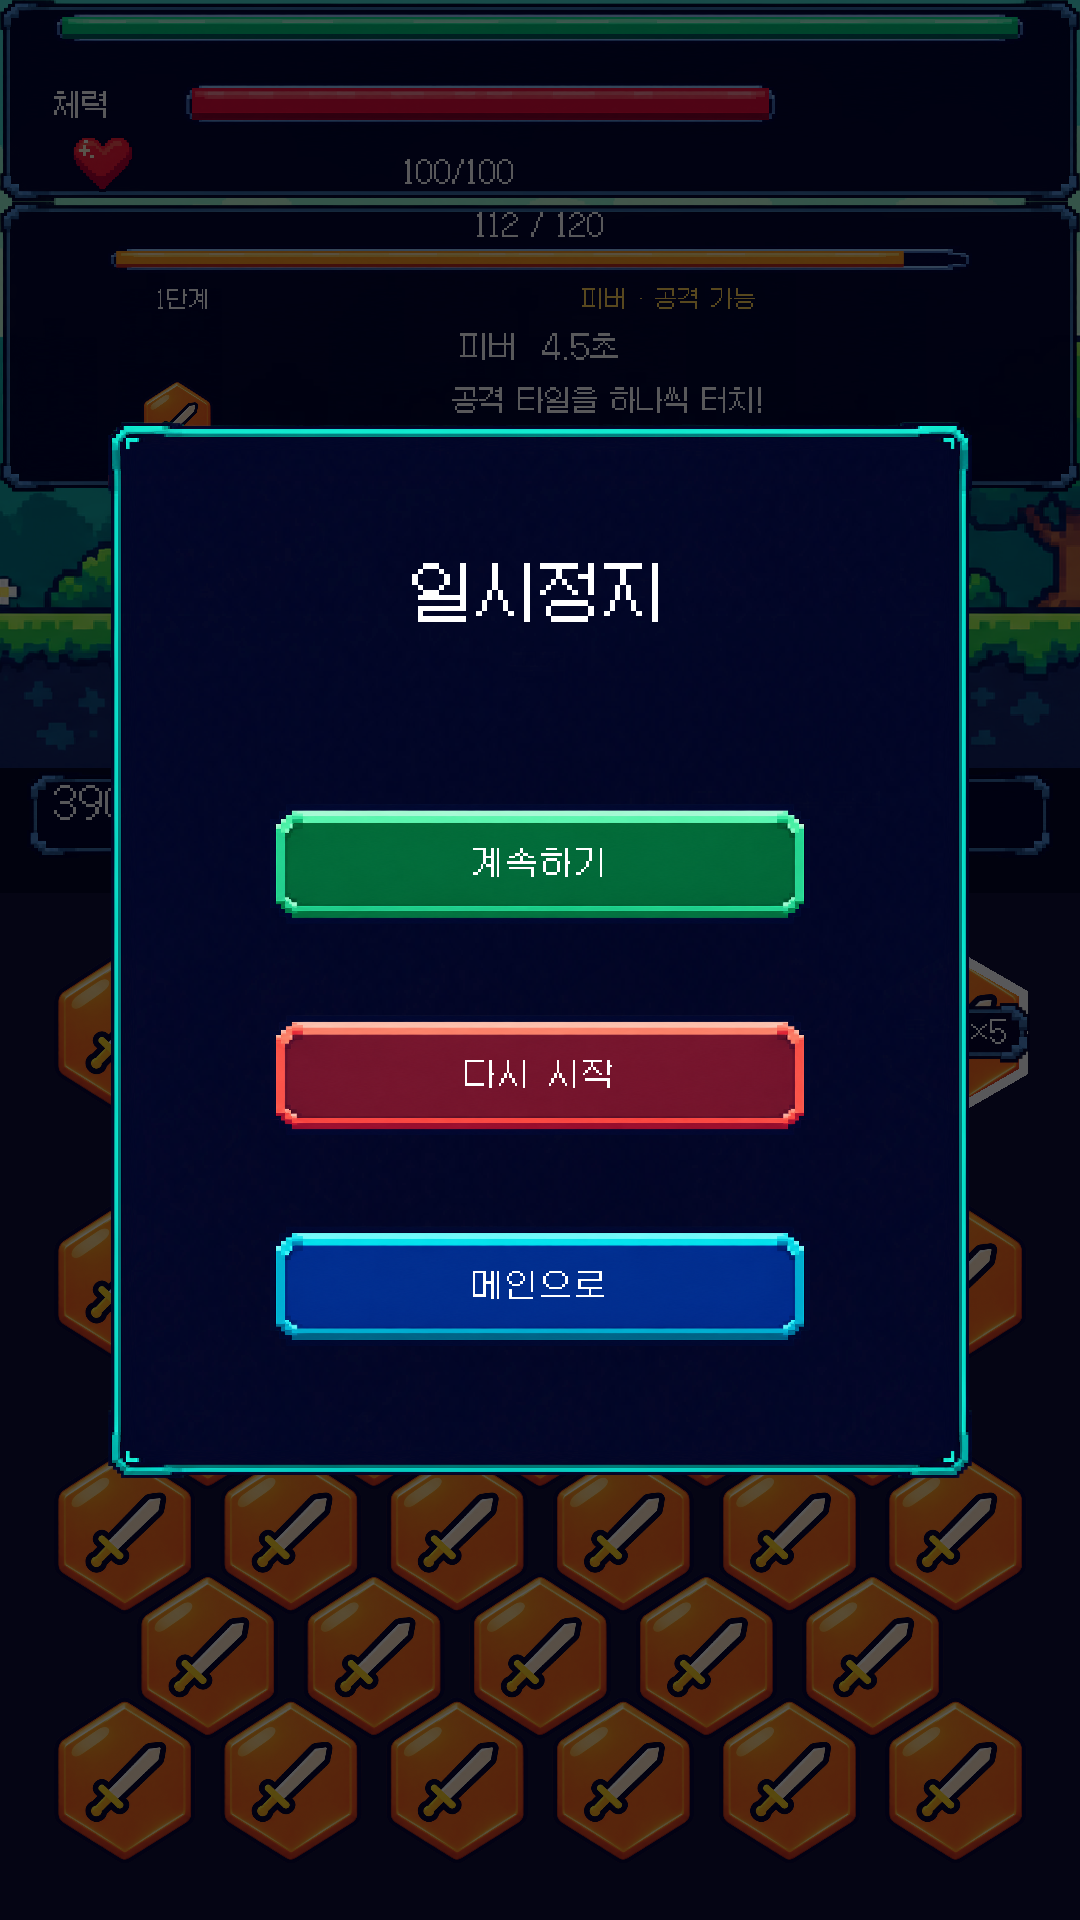 체력
100/100
112 / 120
1단계
피버 · 공격 가능
피버 4.5초
공격 타일을 하나씩 터치!
일시정지
390
계속하기
×5
다시 시작
메인으로